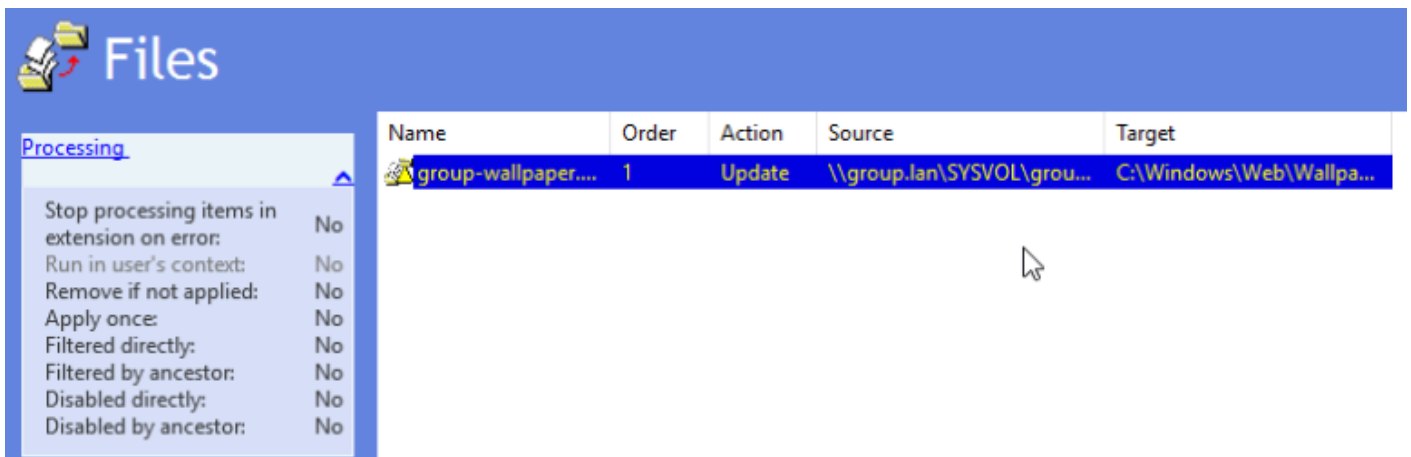 Files
Processing
Stop processing items in
extension on error: No
Run in user's context: No
Remove if not applied: No
Apply once: No
Filtered directly: No
Filtered by ancestor: No
Disabled directly: No
Disabled by ancestor: No
Name Order Action Source Target
group-wallpaper.... 1 Update \\group.lan\SYSVOL\grou... C:\Windows\Web\Wallpa...